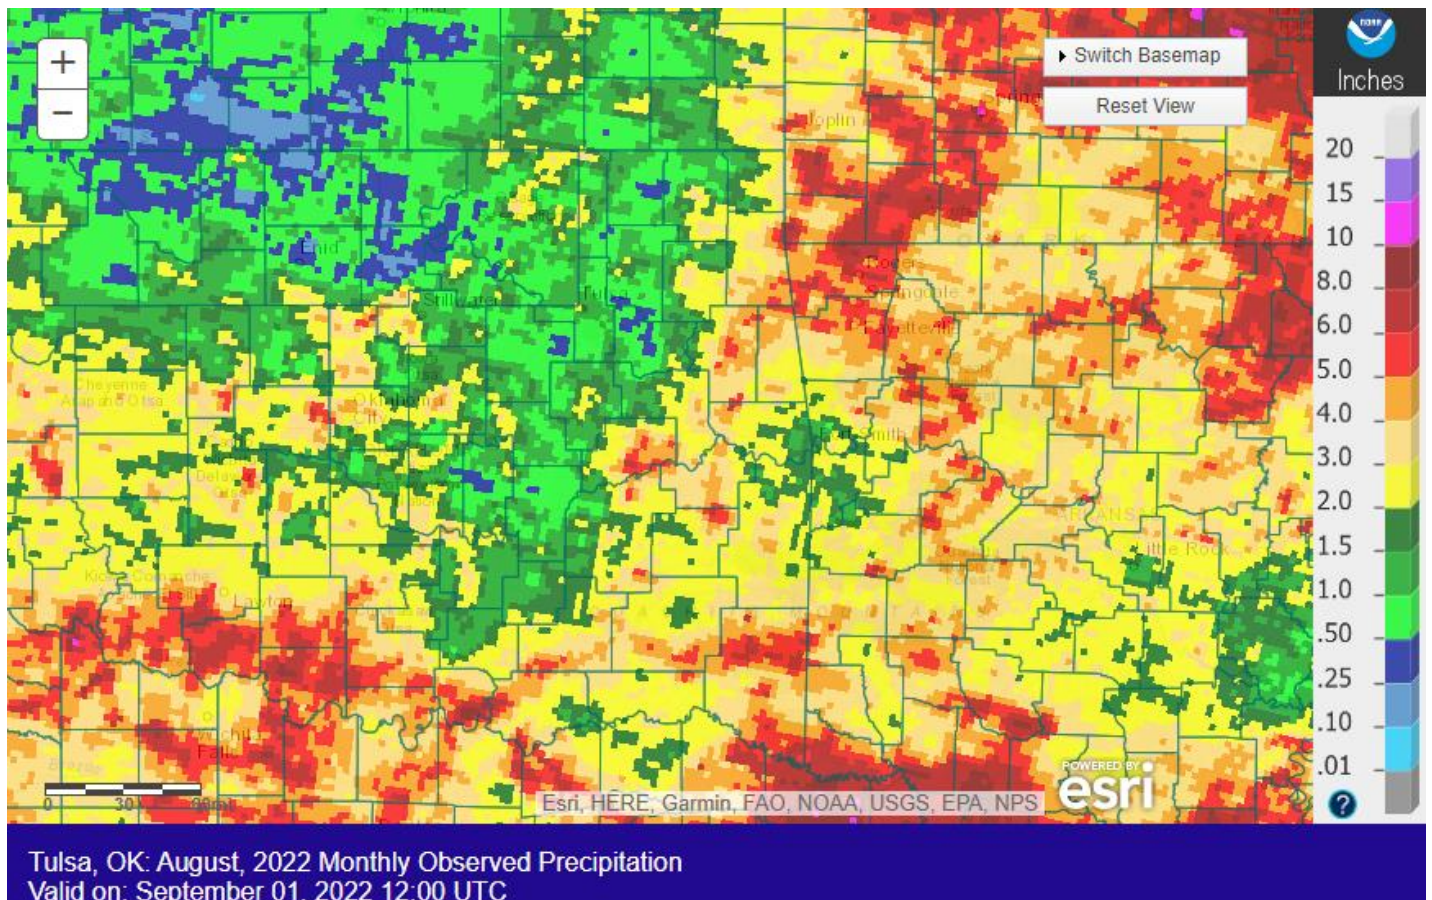 +
−
Switch Basemap
Reset View
NOAA
Inches
20
15
10
8.0
6.0
5.0
4.0
3.0
2.0
1.5
1.0
.50
.25
.10
.01
?
Joplin
Enid
Stillwater
Tulsa
Rogers
Springdale
Fayetteville
Cheyenne
Oklahoma
City
Fort Smith
ARKANSAS
Little Rock
Lawton
Falls
0 30
POWERED BY
esri
Esri, HERE, Garmin, FAO, NOAA, USGS, EPA, NPS
Tulsa, OK: August, 2022 Monthly Observed Precipitation
Valid on: September 01, 2022 12:00 UTC